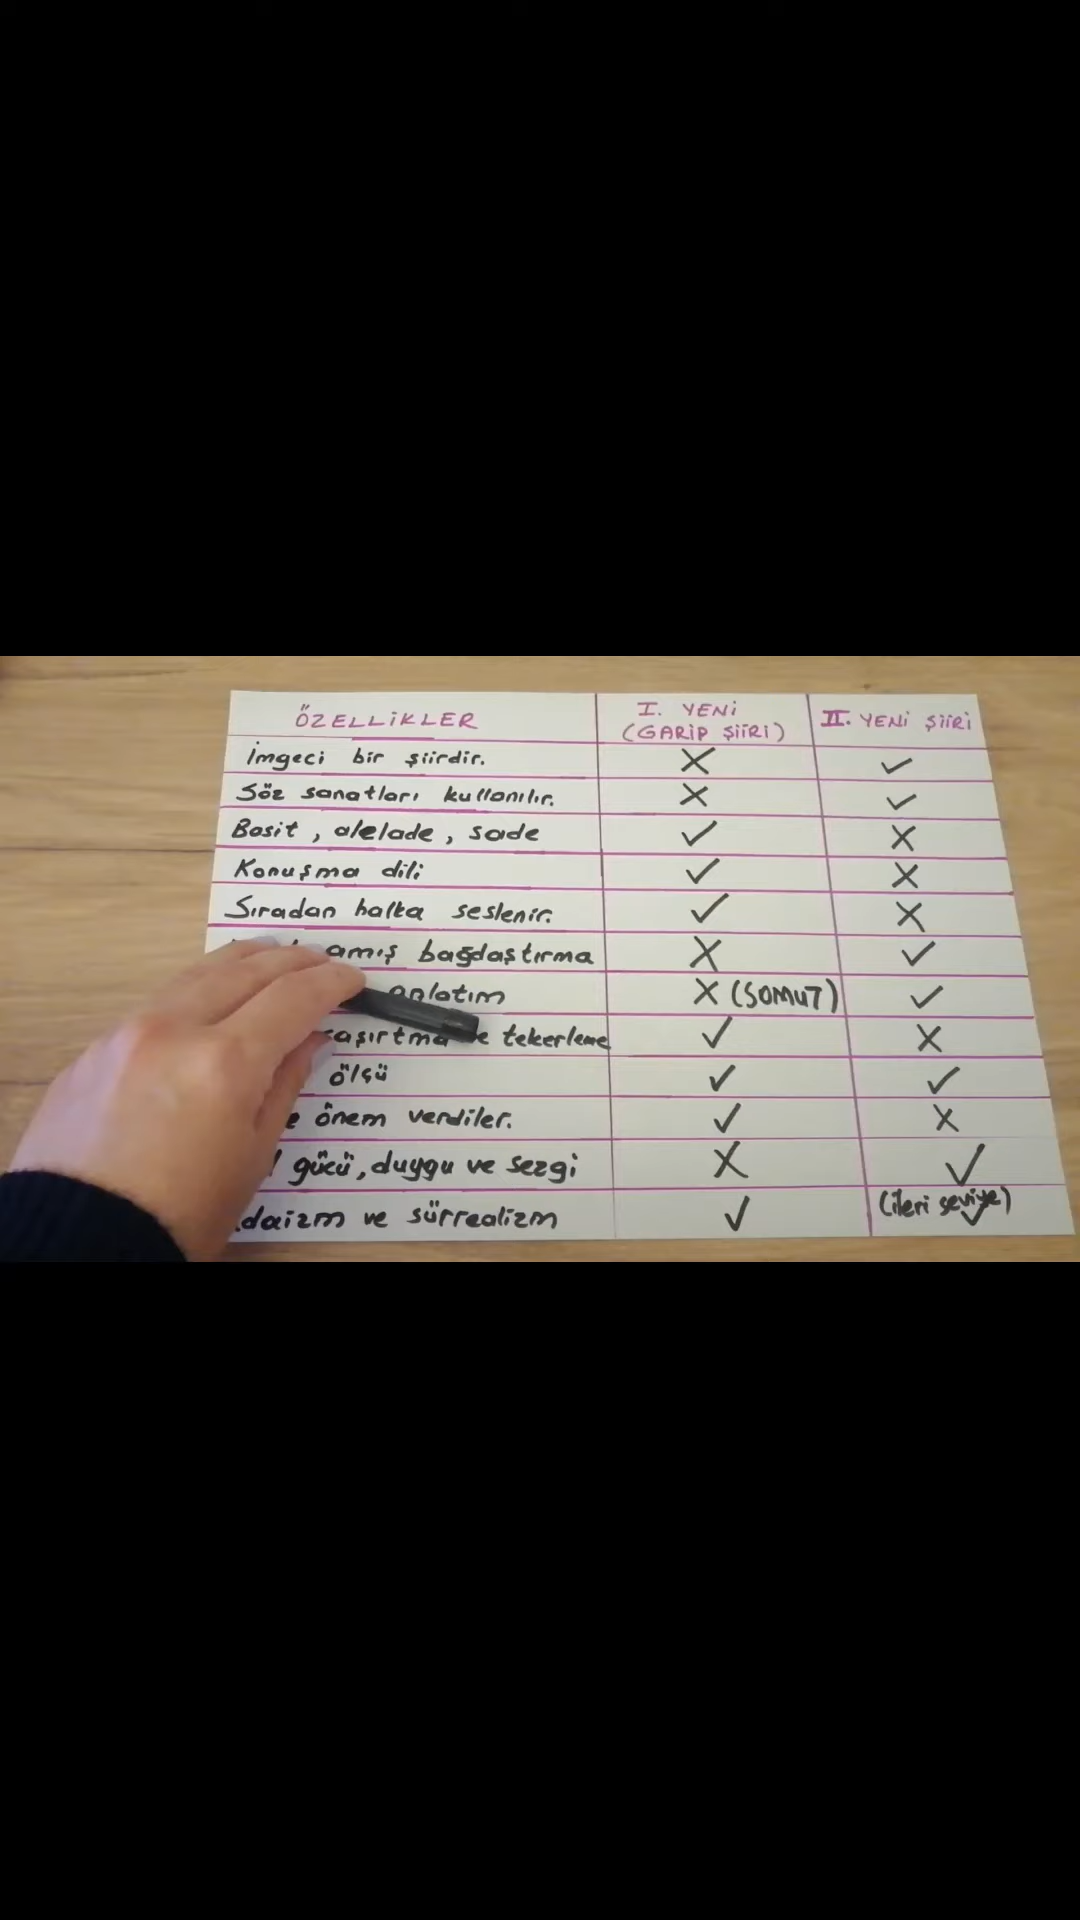 ÖZELLİKLER I. YENİ (GARİP ŞİİRİ) II. YENİ ŞİİRİ
İmgeci bir şiirdir. X ✓
Söz sanatları kullanılır. X ✓
Basit, alelade, sade ✓ X
Konuşma dili ✓ X
Sıradan halka seslenir. ✓ X
bağdaştırma X ✓
anlatım X (SOMUT) ✓
şaşırtma ve tekerleme ✓ X
ölçü ✓ ✓
önem verdiler. ✓ X
gücü, duygu ve sezgi X ✓
daizm ve sürrealizm ✓ (ileri seviye) ✓